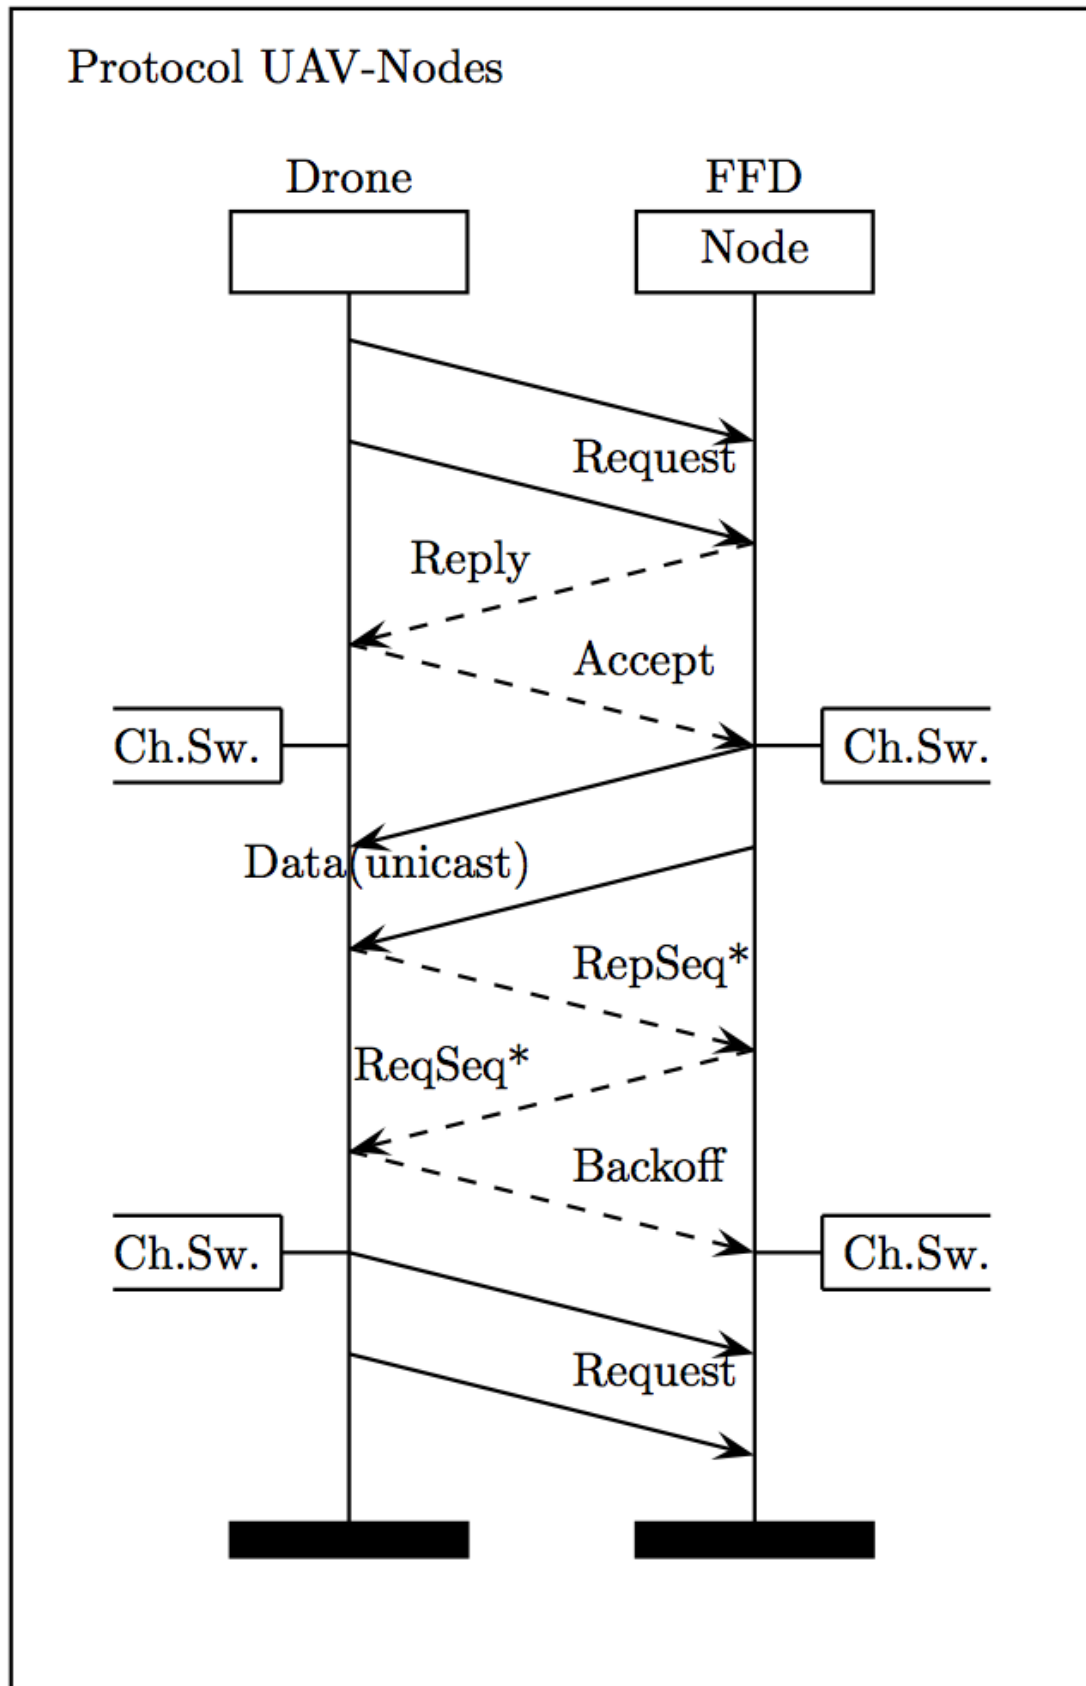 Protocol UAV-Nodes
Drone
FFD
Node
Request
Reply
Accept
Ch.Sw.
Ch.Sw.
Data(unicast)
RepSeq*
ReqSeq*
Backoff
Ch.Sw.
Ch.Sw.
Request